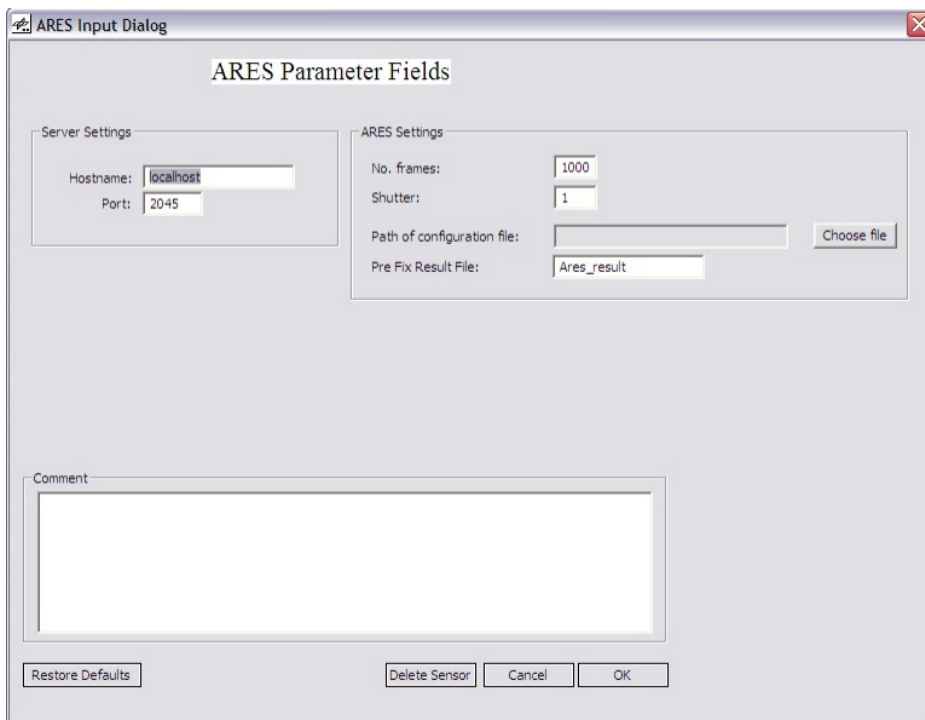 ARES Input Dialog
ARES Parameter Fields
Server Settings
Hostname: localhost
Port: 2045
ARES Settings
No. frames: 1000
Shutter: 1
Path of configuration file: Choose file
Pre Fix Result File: Ares_result
Comment
Restore Defaults Delete Sensor Cancel OK